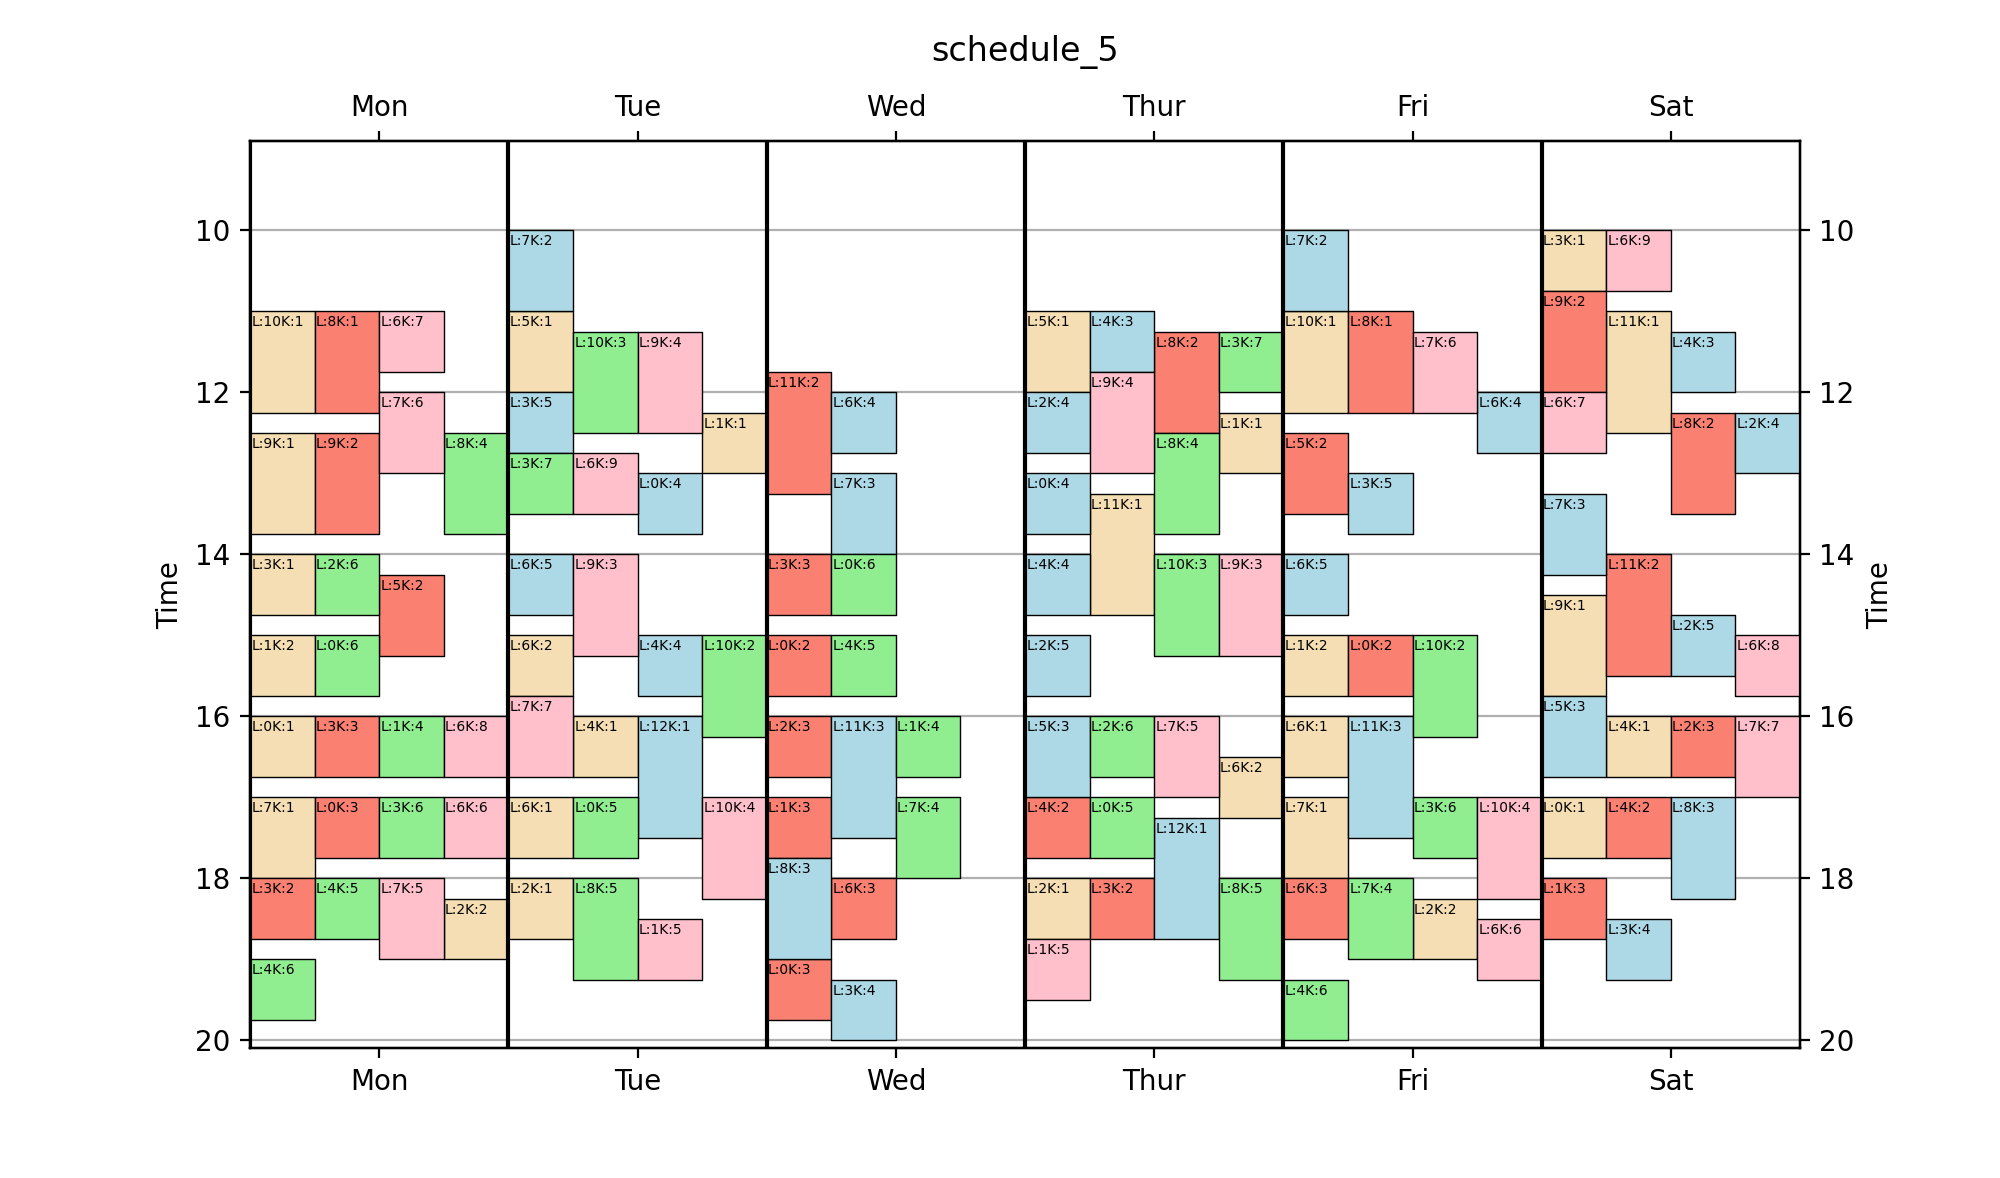 schedule_5
Mon Tue Wed Thur Fri Sat
10 10
L:7K:2 L:7K:2 L:3K:1 L:6K:9
L:9K:2
L:10K:1 L:8K:1 L:6K:7 L:5K:1 L:5K:1 L:4K:3 L:10K:1 L:8K:1 L:11K:1
L:10K:3 L:9K:4 L:8K:2 L:3K:7 L:7K:6 L:4K:3
L:11K:2 L:9K:4
12 12
L:7K:6 L:3K:5 L:6K:4 L:2K:4 L:6K:4 L:6K:7
L:1K:1 L:1K:1 L:8K:2 L:2K:4
L:9K:1 L:9K:2 L:8K:4 L:8K:4 L:5K:2
L:3K:7 L:6K:9
L:0K:4 L:7K:3 L:0K:4 L:3K:5
L:11K:1 L:7K:3
14 14
L:3K:1 L:2K:6 L:6K:5 L:9K:3 L:3K:3 L:0K:6 L:4K:4 L:10K:3 L:9K:3 L:6K:5 L:11K:2
L:5K:2
L:9K:1
Time Time
L:2K:5
L:1K:2 L:0K:6 L:6K:2 L:4K:4 L:10K:2 L:0K:2 L:4K:5 L:2K:5 L:1K:2 L:0K:2 L:10K:2 L:6K:8
L:7K:7 L:5K:3
16 16
L:0K:1 L:3K:3 L:1K:4 L:6K:8 L:4K:1 L:12K:1 L:2K:3 L:11K:3 L:1K:4 L:5K:3 L:2K:6 L:7K:5 L:6K:1 L:11K:3 L:4K:1 L:2K:3 L:7K:7
L:6K:2
L:7K:1 L:0K:3 L:3K:6 L:6K:6 L:6K:1 L:0K:5 L:10K:4 L:1K:3 L:7K:4 L:4K:2 L:0K:5 L:7K:1 L:3K:6 L:10K:4 L:0K:1 L:4K:2 L:8K:3
L:12K:1
L:8K:3
18 18
L:3K:2 L:4K:5 L:7K:5 L:2K:1 L:8K:5 L:6K:3 L:2K:1 L:3K:2 L:8K:5 L:6K:3 L:7K:4 L:1K:3
L:2K:2 L:2K:2
L:1K:5 L:6K:6 L:3K:4
L:1K:5
L:4K:6 L:0K:3
L:3K:4 L:4K:6
20 20
Mon Tue Wed Thur Fri Sat